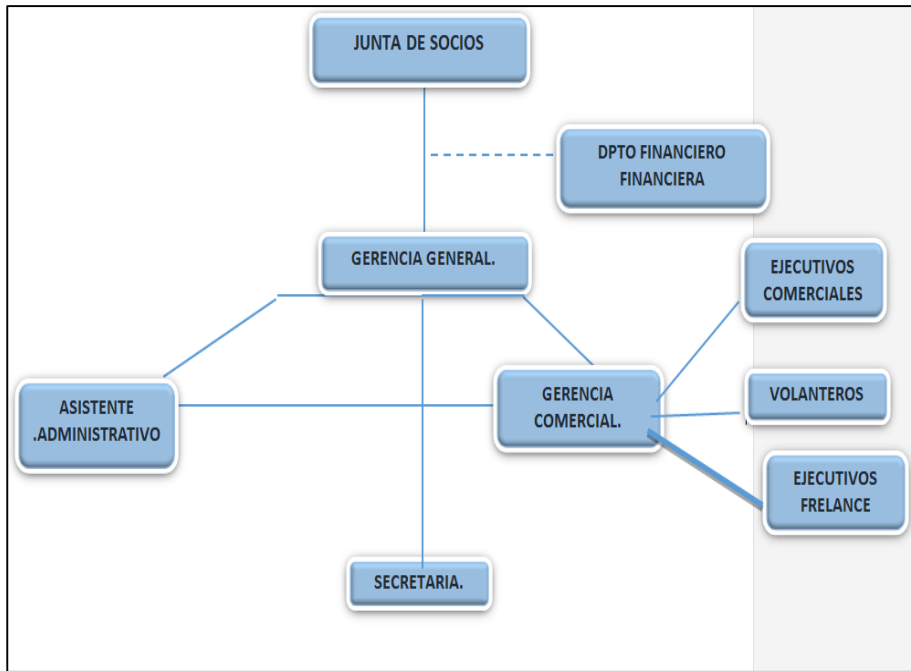 JUNTA DE SOCIOS
DPTO FINANCIERO
FINANCIERA
GERENCIA GENERAL.
EJECUTIVOS
COMERCIALES
ASISTENTE
.ADMINISTRATIVO
GERENCIA
COMERCIAL.
VOLANTEROS
EJECUTIVOS
FRELANCE
SECRETARIA.